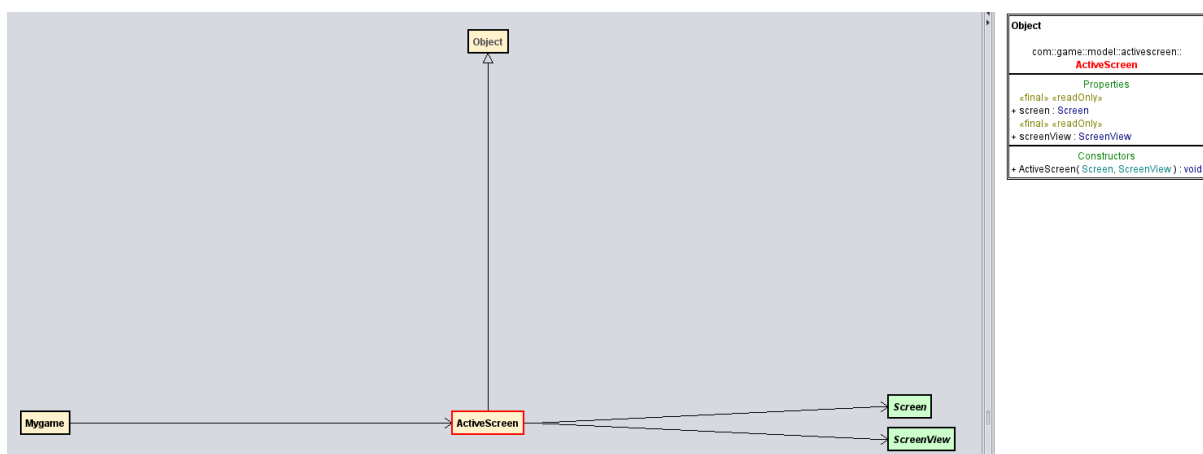 Object
Mygame
ActiveScreen
Screen
ScreenView
Object
com::game::model::activescreen::
ActiveScreen
Properties
«final» «readOnly»
+ screen : Screen
«final» «readOnly»
+ screenView : ScreenView
Constructors
+ ActiveScreen( Screen, ScreenView ) : void